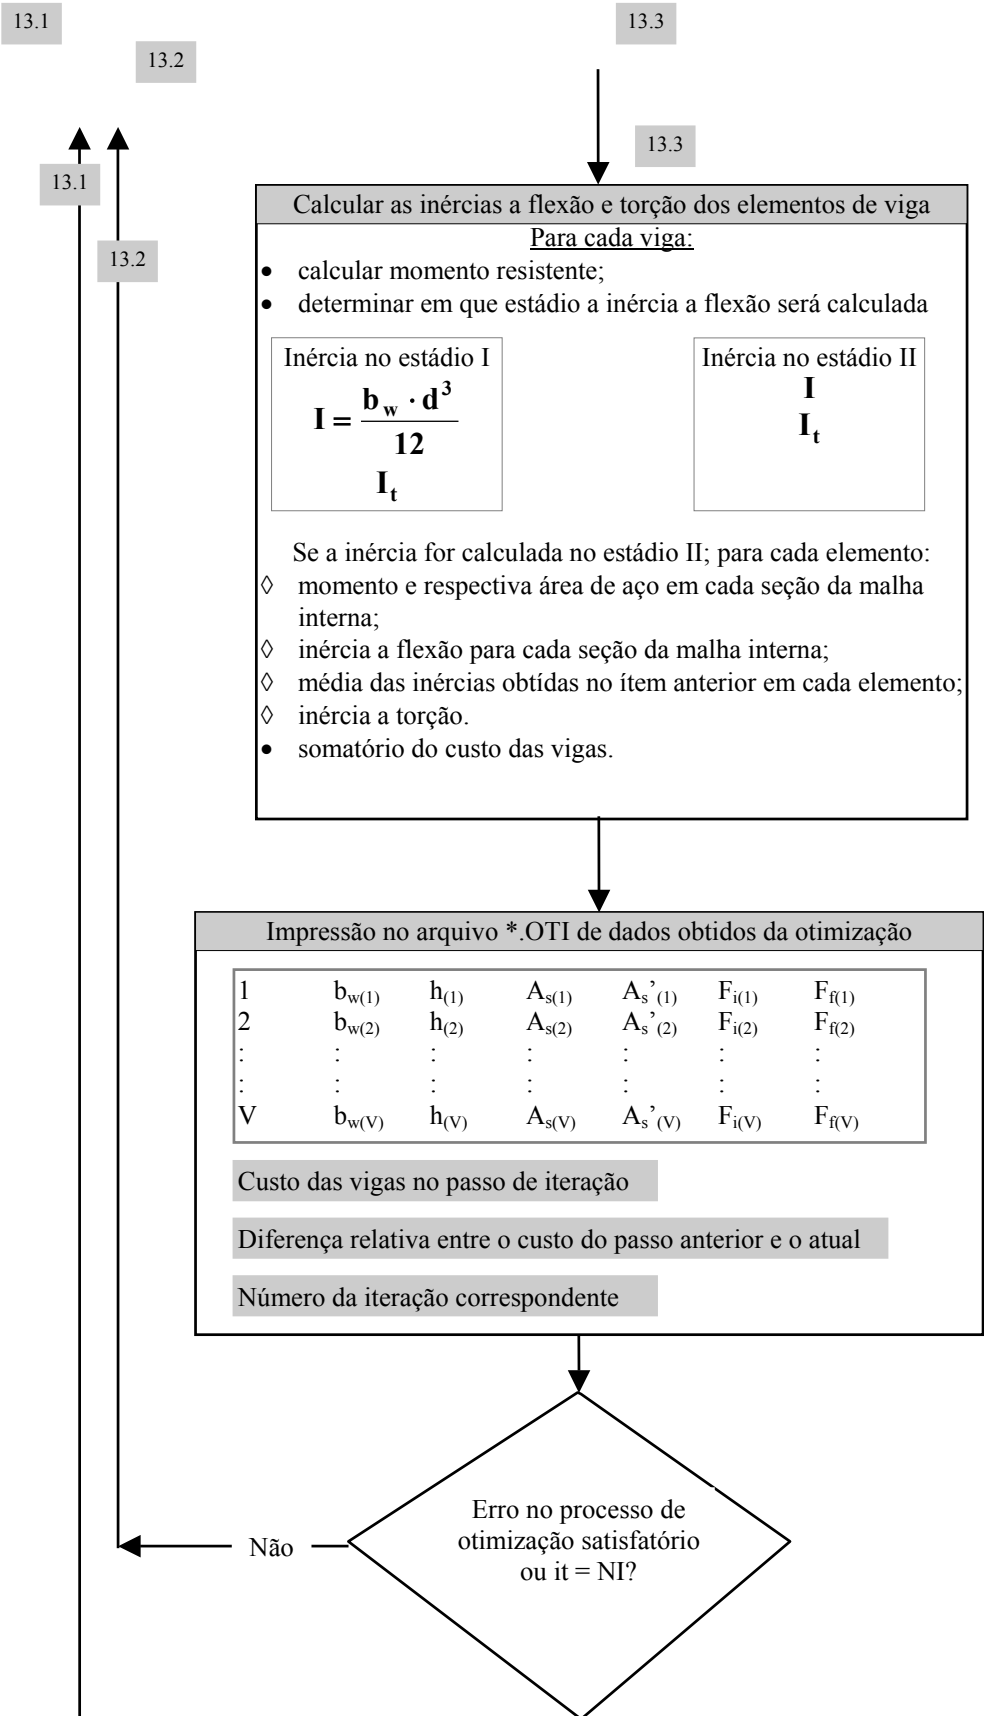 13.1
13.3
13.2
13.3
13.1
13.2
Calcular as inércias a flexão e torção dos elementos de viga
Para cada viga:
• calcular momento resistente;
• determinar em que estádio a inércia a flexão será calculada
Inércia no estádio I
I = b_w · d³ / 12
I_t
Inércia no estádio II
I
I_t
Se a inércia for calculada no estádio II; para cada elemento:
◊ momento e respectiva área de aço em cada seção da malha
interna;
◊ inércia a flexão para cada seção da malha interna;
◊ média das inércias obtídas no ítem anterior em cada elemento;
◊ inércia a torção.
• somatório do custo das vigas.
Impressão no arquivo *.OTI de dados obtidos da otimização
1 b_w(1) h_(1) A_s(1) A_s’_(1) F_i(1) F_f(1)
2 b_w(2) h_(2) A_s(2) A_s’_(2) F_i(2) F_f(2)
: : : : : : :
: : : : : : :
V b_w(V) h_(V) A_s(V) A_s’_(V) F_i(V) F_f(V)
Custo das vigas no passo de iteração
Diferença relativa entre o custo do passo anterior e o atual
Número da iteração correspondente
Erro no processo de
otimização satisfatório
ou it = NI?
Não